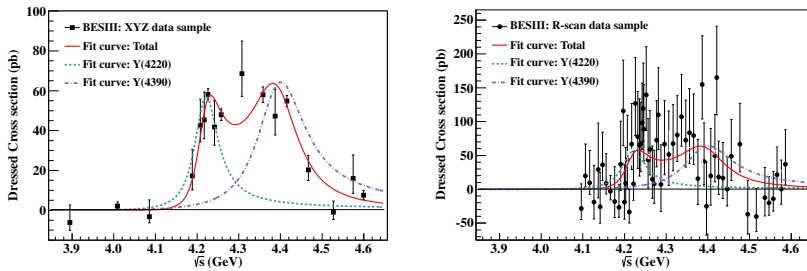 BESIII: XYZ data sample
Fit curve: Total
Fit curve: Y(4220)
Fit curve: Y(4390)
Dressed Cross section (pb)
100
80
60
40
20
0
3.9 4.0 4.1 4.2 4.3 4.4 4.5 4.6
√s (GeV)
BESIII: R-scan data sample
Fit curve: Total
Fit curve: Y(4220)
Fit curve: Y(4390)
Dressed Cross section (pb)
250
200
150
100
50
0
-50
4.0 4.1 4.2 4.3 4.4 4.5 4.6
√s (GeV)